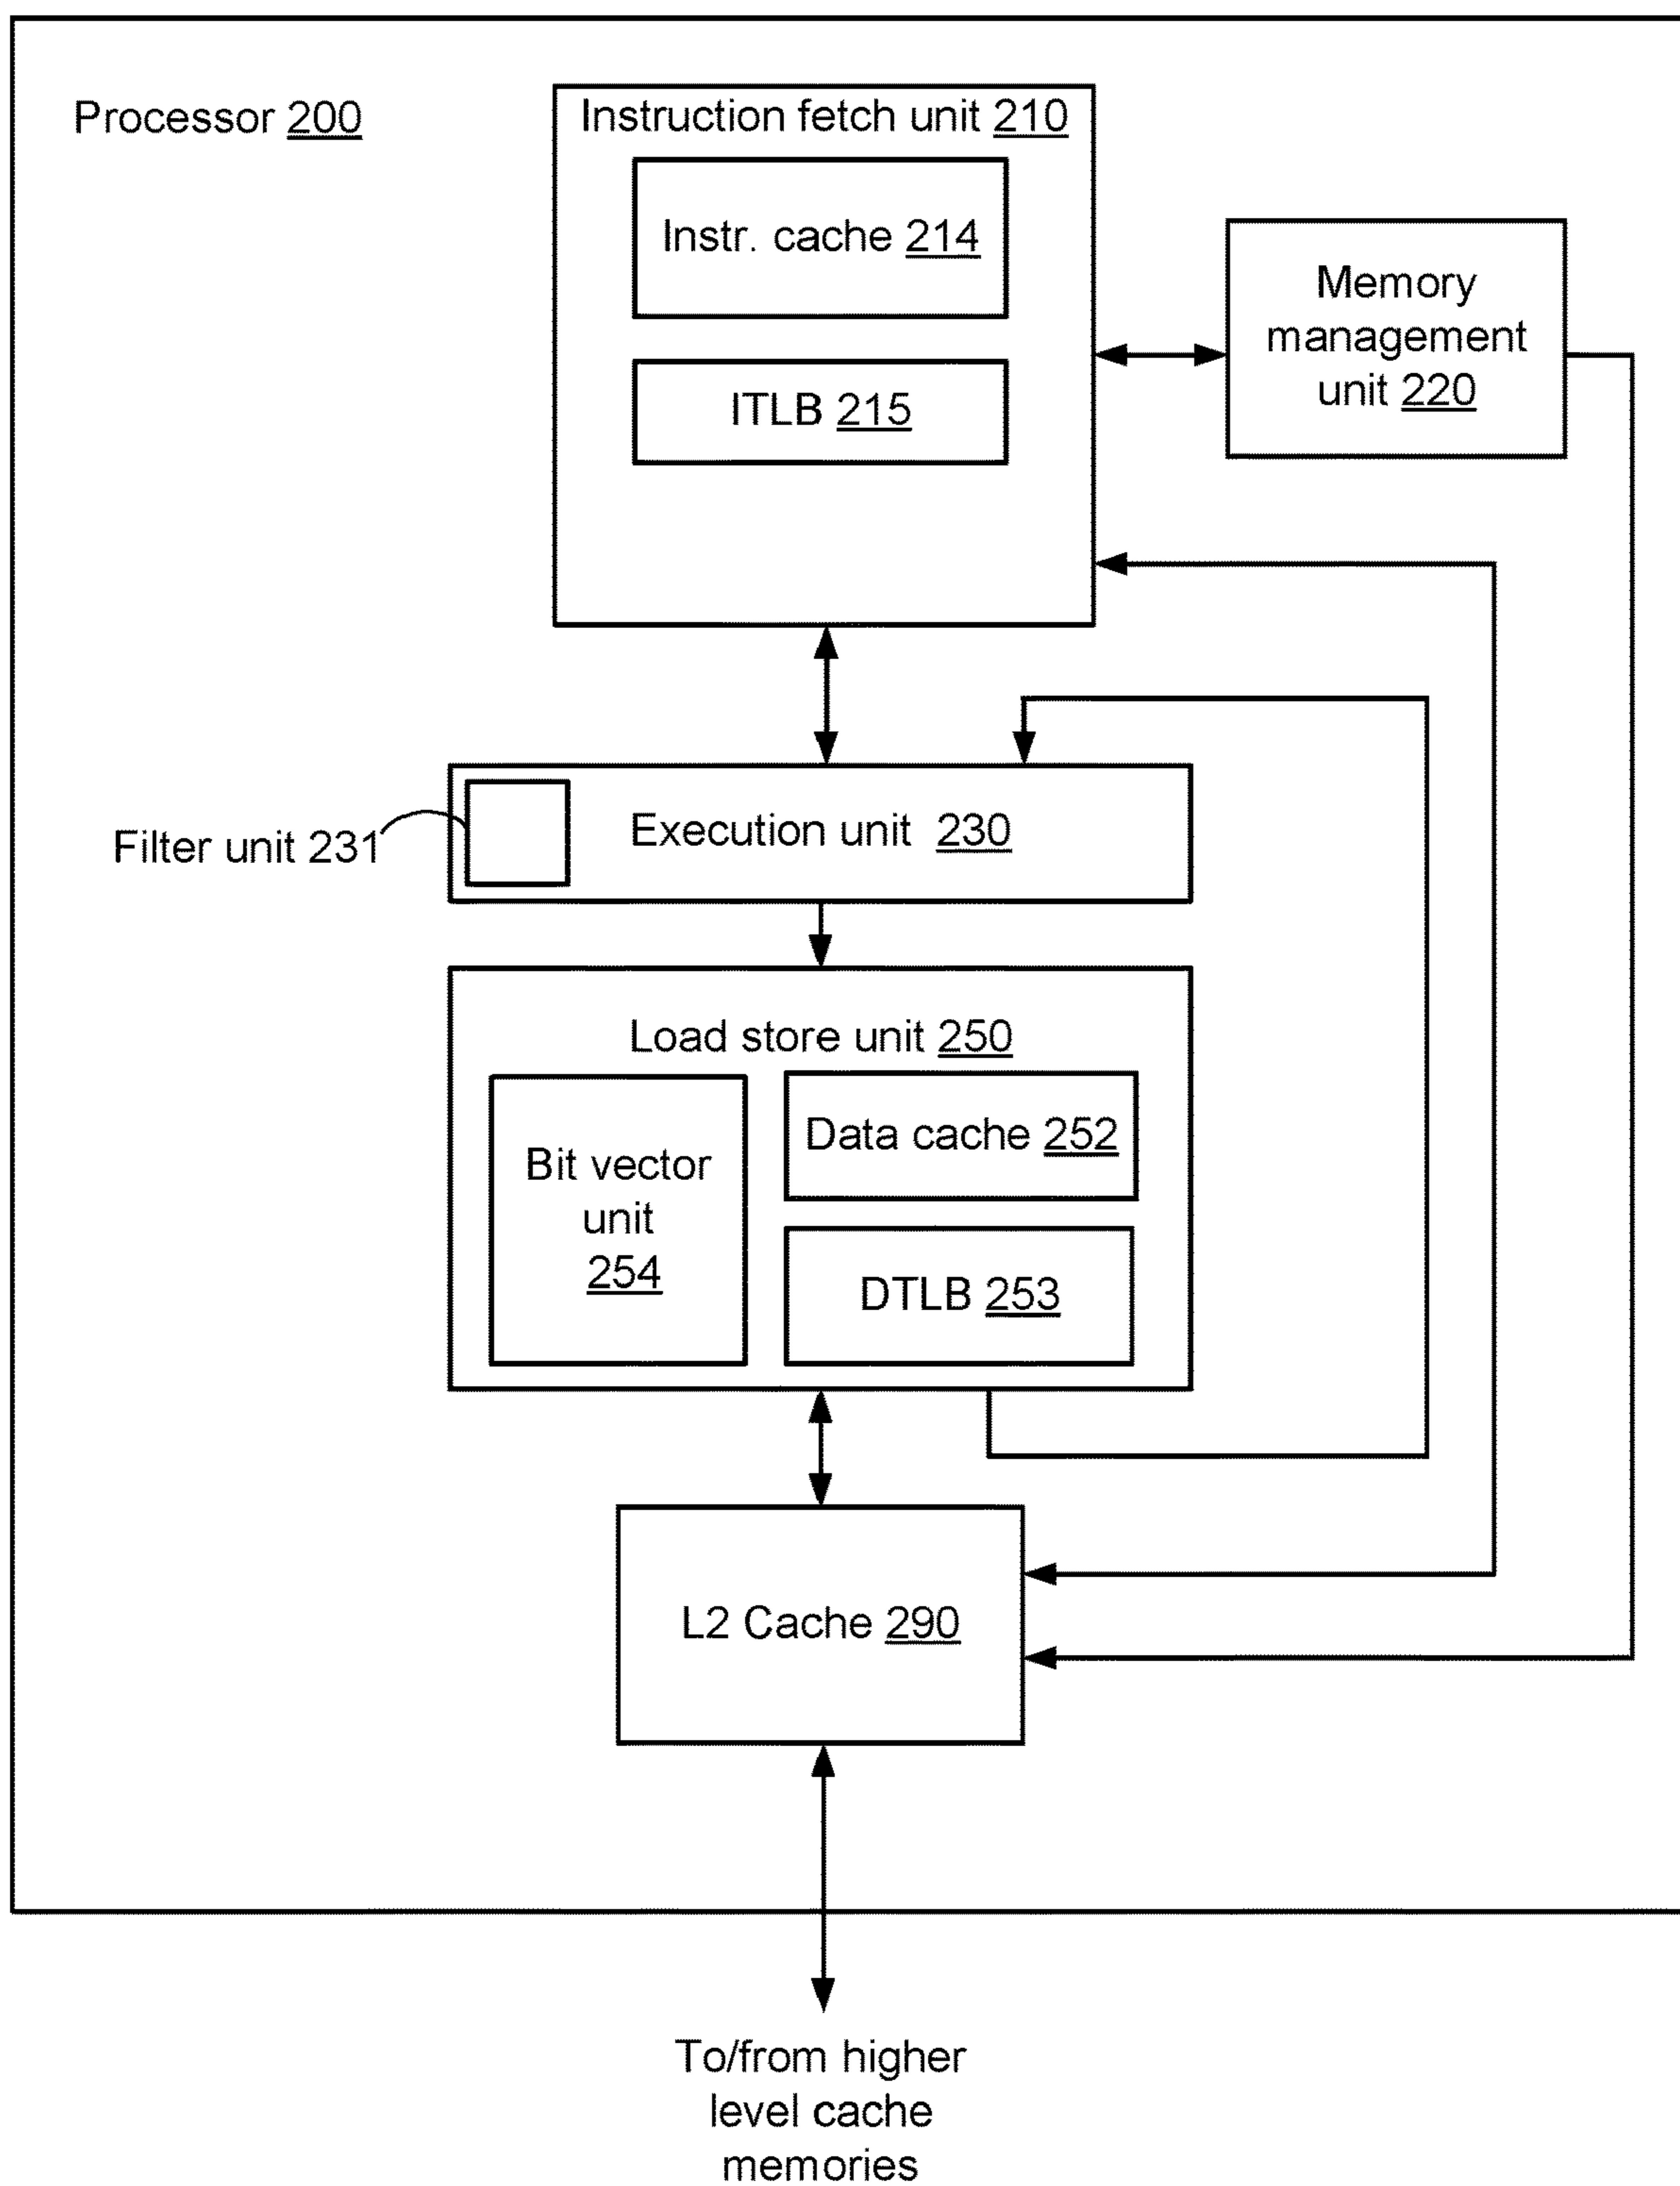 Processor 200
Instruction fetch unit 210
Instr. cache 214
ITLB 215
Memory
management
unit 220
Filter unit 231
Execution unit 230
Load store unit 250
Bit vector
unit
254
Data cache 252
DTLB 253
L2 Cache 290
To/from higher
level cache
memories